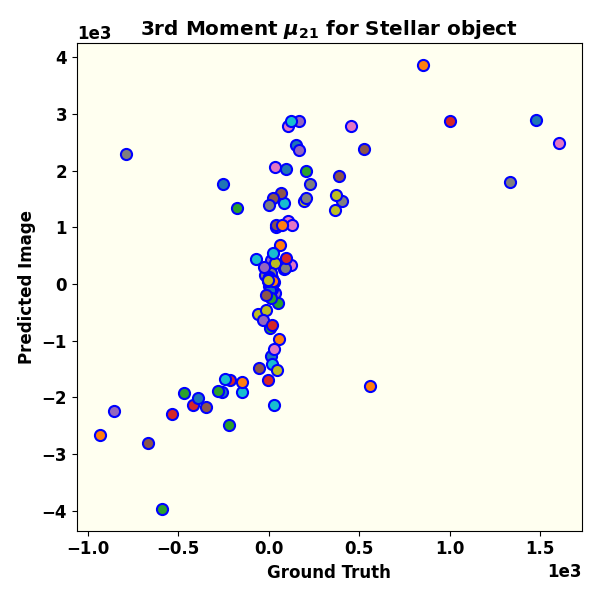 3rd Moment μ21 for Stellar object
1e3
4
3
2
1
0
−1
−2
−3
−4
Predicted Image
−1.0 −0.5 0.0 0.5 1.0 1.5
Ground Truth 1e3